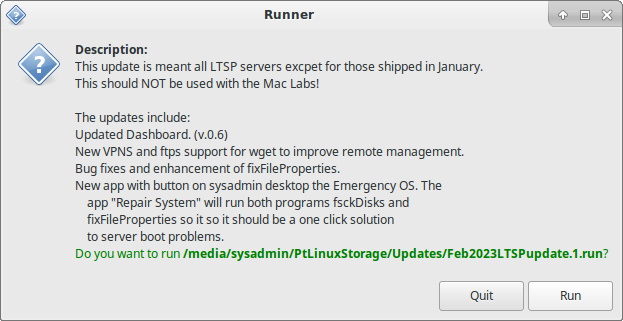 Runner
Description:
This update is meant all LTSP servers excpet for those shipped in January.
This should NOT be used with the Mac Labs!
The updates include:
Updated Dashboard. (v.0.6)
New VPNS and ftps support for wget to improve remote management.
Bug fixes and enhancement of fixFileProperties.
New app with button on sysadmin desktop the Emergency OS. The
app "Repair System" will run both programs fsckDisks and
fixFileProperties so it so it should be a one click solution
to server boot problems.
Do you want to run /media/sysadmin/PtLinuxStorage/Updates/Feb2023LTSPupdate.1.run?
Quit
Run